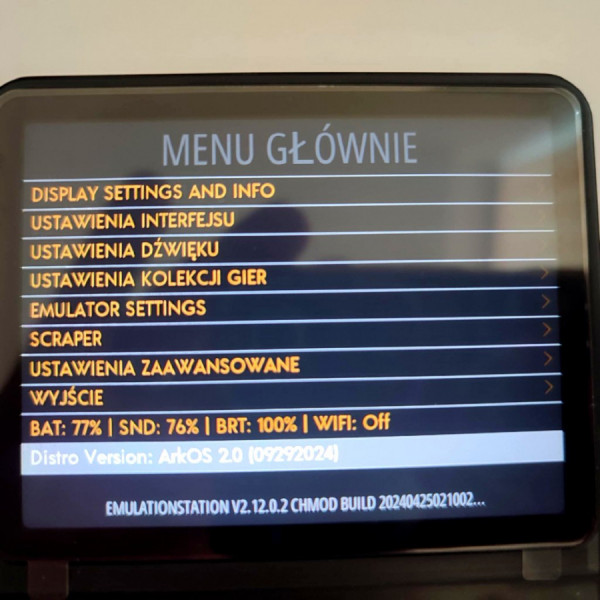 MENU GŁÓWNIE
DISPLAY SETTINGS AND INFO
USTAWIENIA INTERFEJSU
USTAWIENIA DŹWIĘKU
USTAWIENIA KOLEKCJI GIER
EMULATOR SETTINGS
SCRAPER
USTAWIENIA ZAAWANSOWANE
WYJŚCIE
BAT: 77% | SND: 76% | BRT: 100% | WIFI: Off
Distro Version: ArkOS 2.0 (09292024)
EMULATIONSTATION V2.12.0.2 CHMOD BUILD 20240425021002...